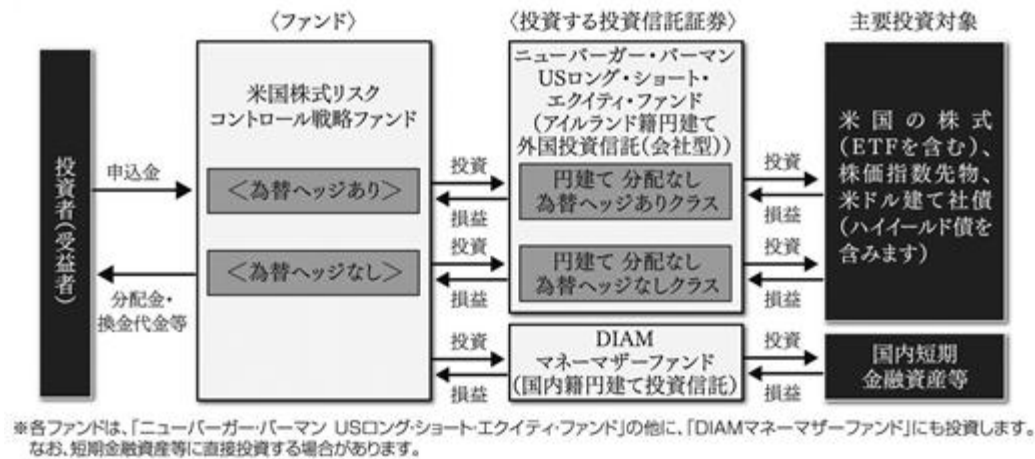 〈ファンド〉
〈投資する投資信託証券〉
主要投資対象
投資者(受益者)
申込金
分配金・
換金代金等
米国株式リスク
コントロール戦略ファンド
<為替ヘッジあり>
<為替ヘッジなし>
投資
損益
投資
損益
投資
損益
ニューバーガー・バーマン
USロング・ショート・
エクイティ・ファンド
(アイルランド籍円建て
外国投資信託(会社型))
円建て 分配なし
為替ヘッジありクラス
円建て 分配なし
為替ヘッジなしクラス
DIAM
マネーマザーファンド
(国内籍円建て投資信託)
投資
損益
投資
損益
投資
損益
米国の株式
(ETFを含む)、
株価指数先物、
米ドル建て社債
(ハイイールド債を
含みます)
国内短期
金融資産等
※各ファンドは、「ニューバーガー・バーマン USロング・ショート・エクイティ・ファンド」の他に、「DIAMマネーマザーファンド」にも投資します。
なお、短期金融資産等に直接投資する場合があります。